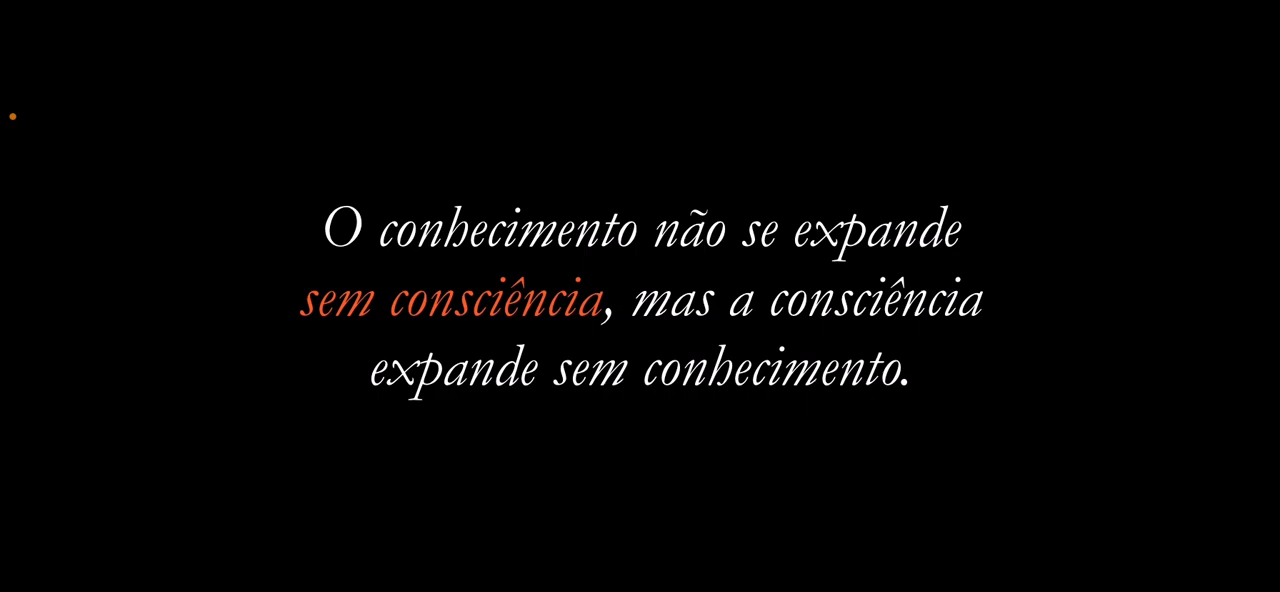 O conhecimento não se expande
sem consciência, mas a consciência
expande sem conhecimento.